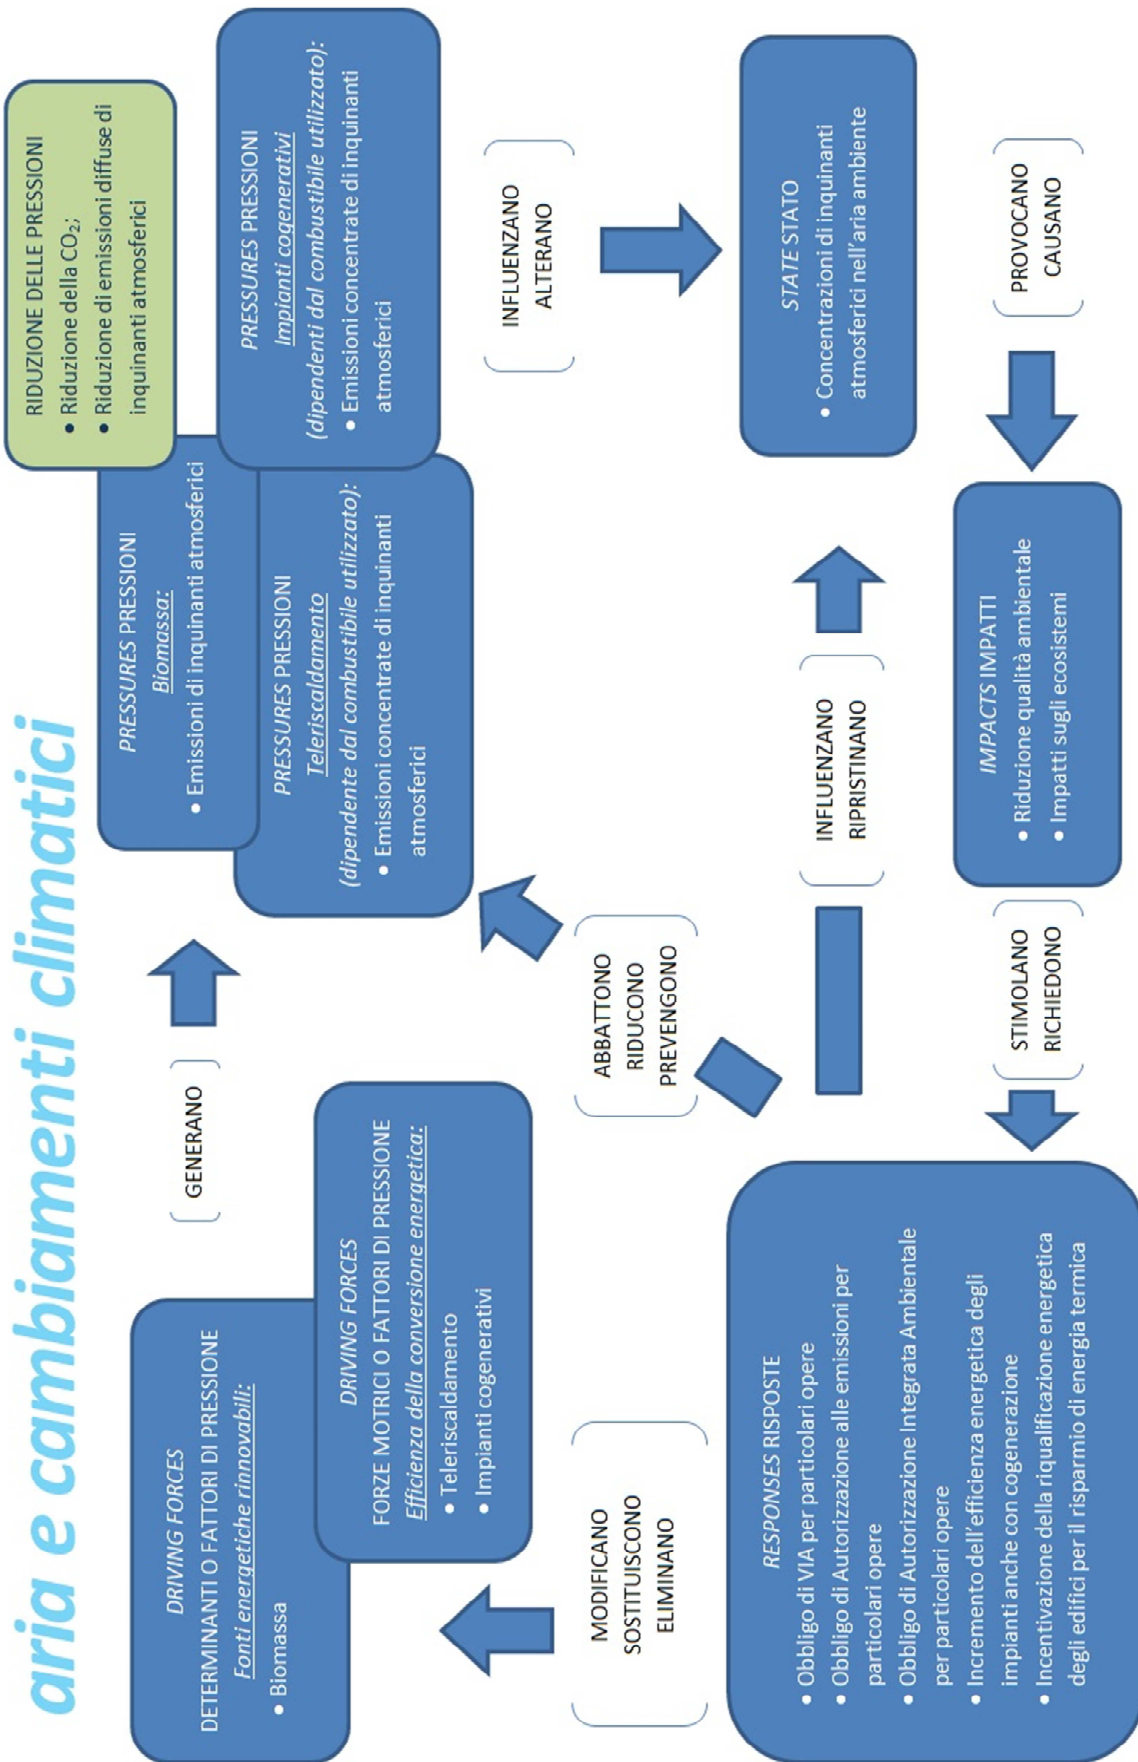 aria e cambiamenti climatici
DRIVING FORCES
DETERMINANTI O FATTORI DI PRESSIONE
Fonti energetiche rinnovabili:
• Biomassa
DRIVING FORCES
FORZE MOTRICI O FATTORI DI PRESSIONE
Efficienza della conversione energetica:
• Teleriscaldamento
• Impianti cogenerativi
GENERANO
PRESSURES PRESSIONI
Biomassa:
• Emissioni di inquinanti atmosferici
PRESSURES PRESSIONI
Teleriscaldamento
(dipendente dal combustibile utilizzato):
• Emissioni concentrate di inquinanti
atmosferici
RIDUZIONE DELLE PRESSIONI
• Riduzione della CO₂;
• Riduzione di emissioni diffuse di
inquinanti atmosferici
PRESSURES PRESSIONI
Impianti cogenerativi
(dipendenti dal combustibile utilizzato):
• Emissioni concentrate di inquinanti
atmosferici
INFLUENZANO
ALTERANO
STATE STATO
• Concentrazioni di inquinanti
atmosferici nell'aria ambiente
PROVOCANO
CAUSANO
IMPACTS IMPATTI
• Riduzione qualità ambientale
• Impatti sugli ecosistemi
STIMOLANO
RICHIEDONO
RESPONSES RISPOSTE
• Obbligo di VIA per particolari opere
• Obbligo di Autorizzazione alle emissioni per
particolari opere
• Obbligo di Autorizzazione Integrata Ambientale
per particolari opere
• Incremento dell'efficienza energetica degli
impianti anche con cogenerazione
• Incentivazione della riqualificazione energetica
degli edifici per il risparmio di energia termica
MODIFICANO
SOSTITUISCONO
ELIMINANO
ABBATTONO
RIDUCONO
PREVENGONO
INFLUENZANO
RIPRISTINANO